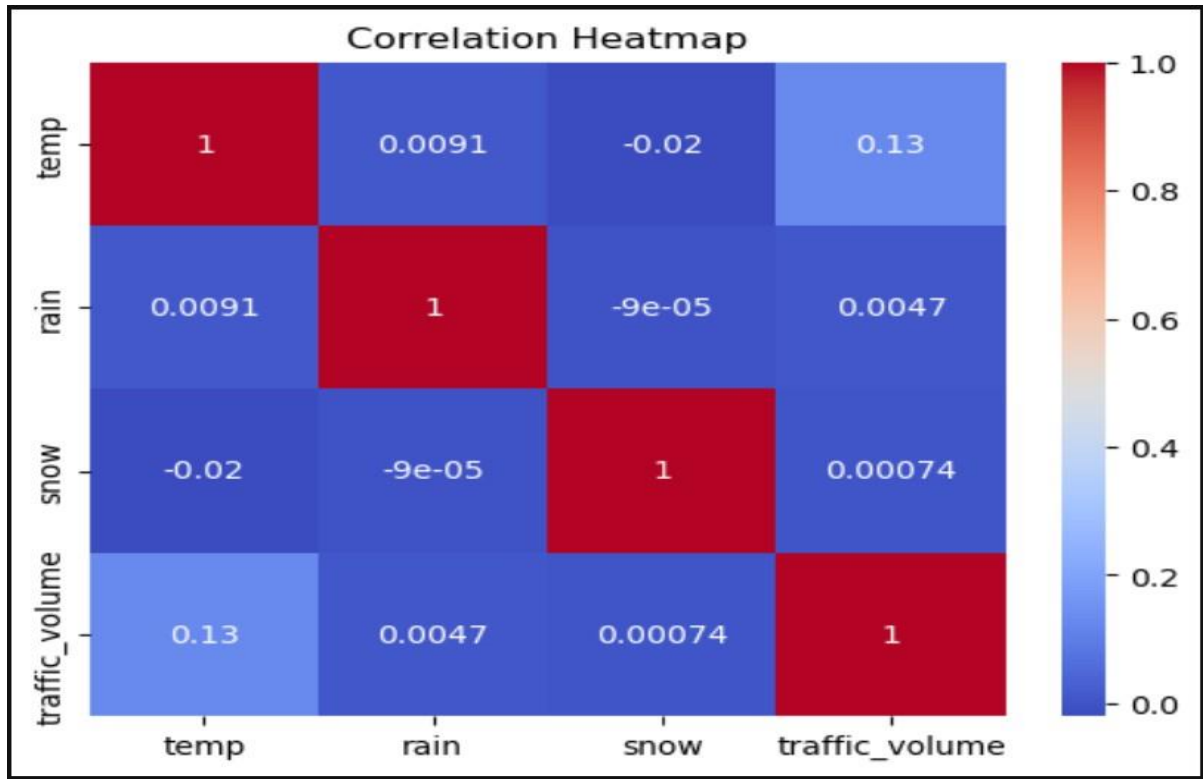 Correlation Heatmap
temp 1 0.0091 -0.02 0.13
rain 0.0091 1 -9e-05 0.0047
snow -0.02 -9e-05 1 0.00074
traffic_volume 0.13 0.0047 0.00074 1
temp rain snow traffic_volume
1.0
0.8
0.6
0.4
0.2
0.0